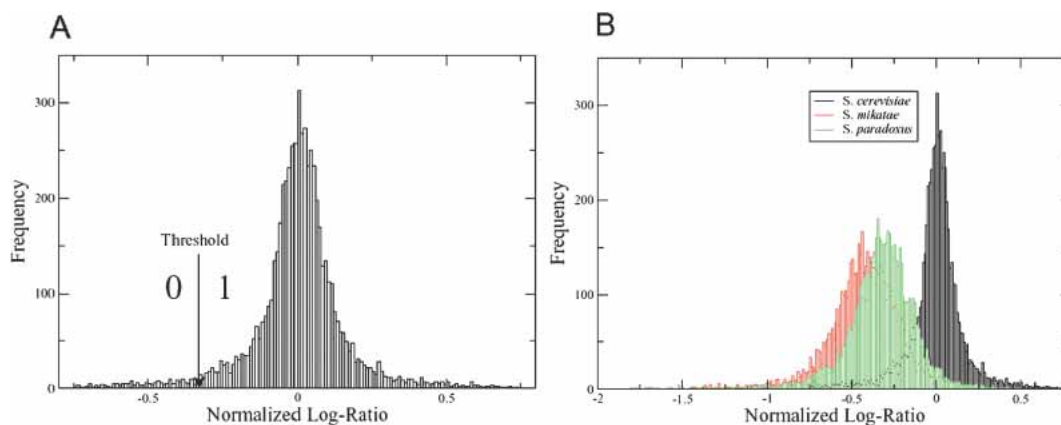 A
300
200
100
0
Frequency
Threshold
0 1
-0.5 0 0.5
Normalized Log-Ratio
B
S. cerevisiae
S. mikatae
S. paradoxus
300
200
100
0
Frequency
-2 -1.5 -1 -0.5 0 0.5
Normalized Log-Ratio